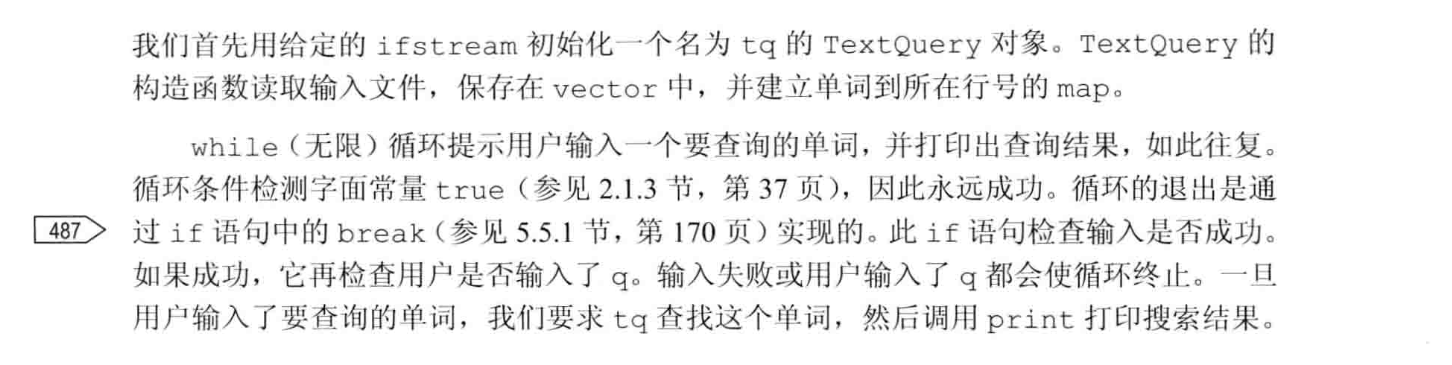 我们首先用给定的 ifstream 初始化一个名为 tq 的 TextQuery 对象。TextQuery 的
构造函数读取输入文件，保存在 vector 中，并建立单词到所在行号的 map。
while（无限）循环提示用户输入一个要查询的单词，并打印出查询结果，如此往复。
循环条件检测字面常量 true（参见 2.1.3 节，第 37 页），因此永远成功。循环的退出是通
487 过 if 语句中的 break（参见 5.5.1 节，第 170 页）实现的。此 if 语句检查输入是否成功。
如果成功，它再检查用户是否输入了 q。输入失败或用户输入了 q 都会使循环终止。一旦
用户输入了要查询的单词，我们要求 tq 查找这个单词，然后调用 print 打印搜索结果。